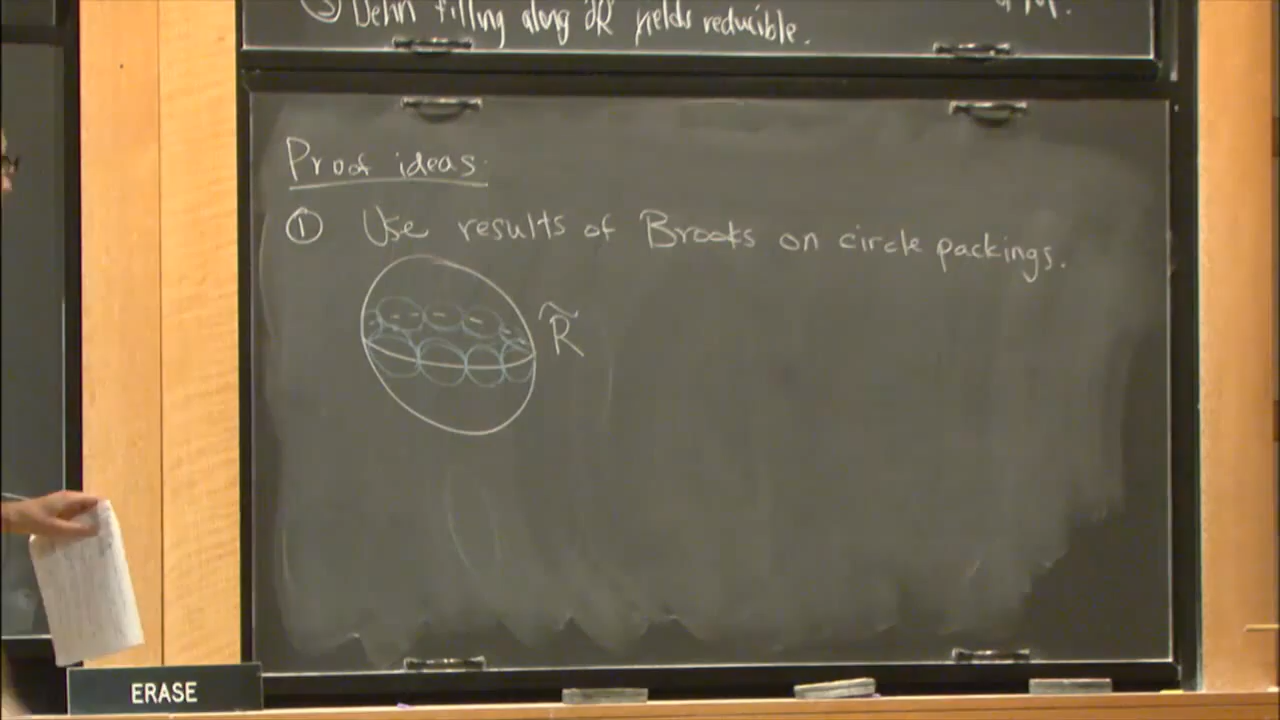 ③ Dehn filling along ∂R yields reducible.
Proof ideas.
① Use results of Brooks on circle packings.
R̃
ERASE